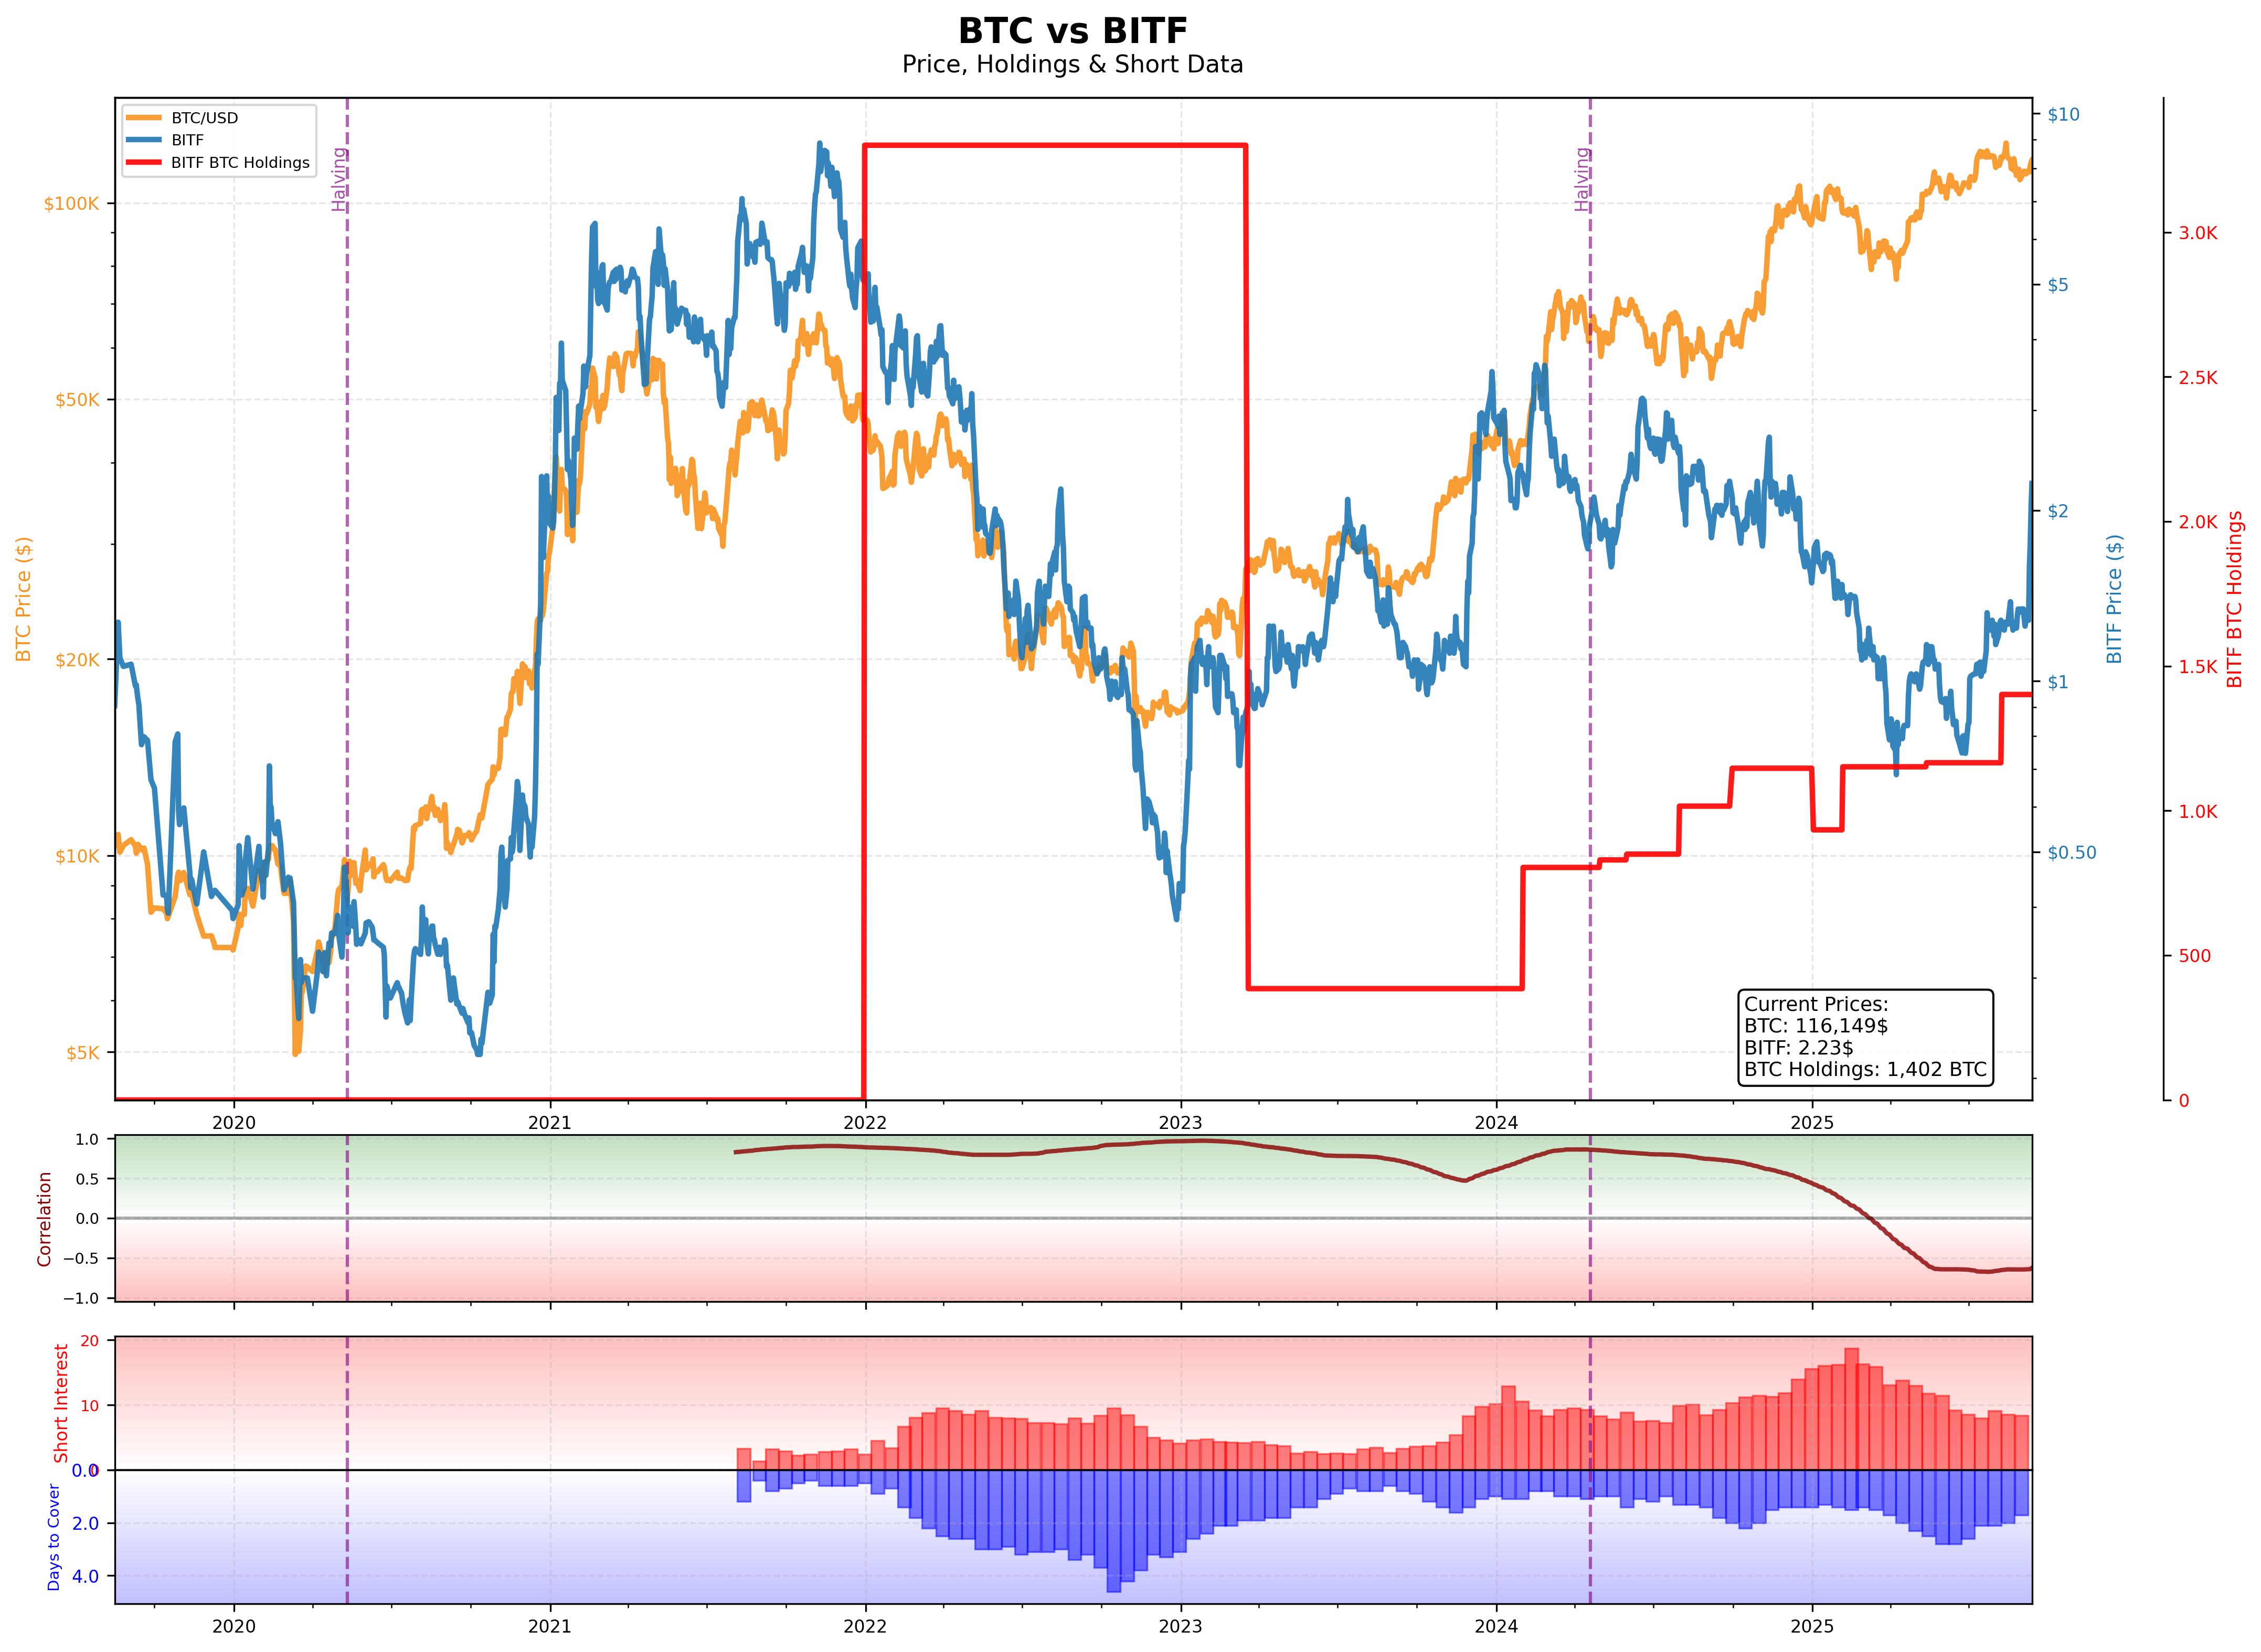 BTC vs BITF
Price, Holdings & Short Data
BTC/USD
BITF
BITF BTC Holdings
Halving
Halving
BTC Price ($)
$100K
$50K
$20K
$10K
$5K
$10
$5
$2
$1
$0.50
BITF Price ($)
3.0K
2.5K
2.0K
1.5K
1.0K
500
0
BITF BTC Holdings
Current Prices:
BTC: 116,149$
BITF: 2.23$
BTC Holdings: 1,402 BTC
2020 2021 2022 2023 2024 2025
Correlation
1.0
0.5
0.0
−0.5
−1.0
Short Interest
20
10
0
Days to Cover
0.0
2.0
4.0
2020 2021 2022 2023 2024 2025